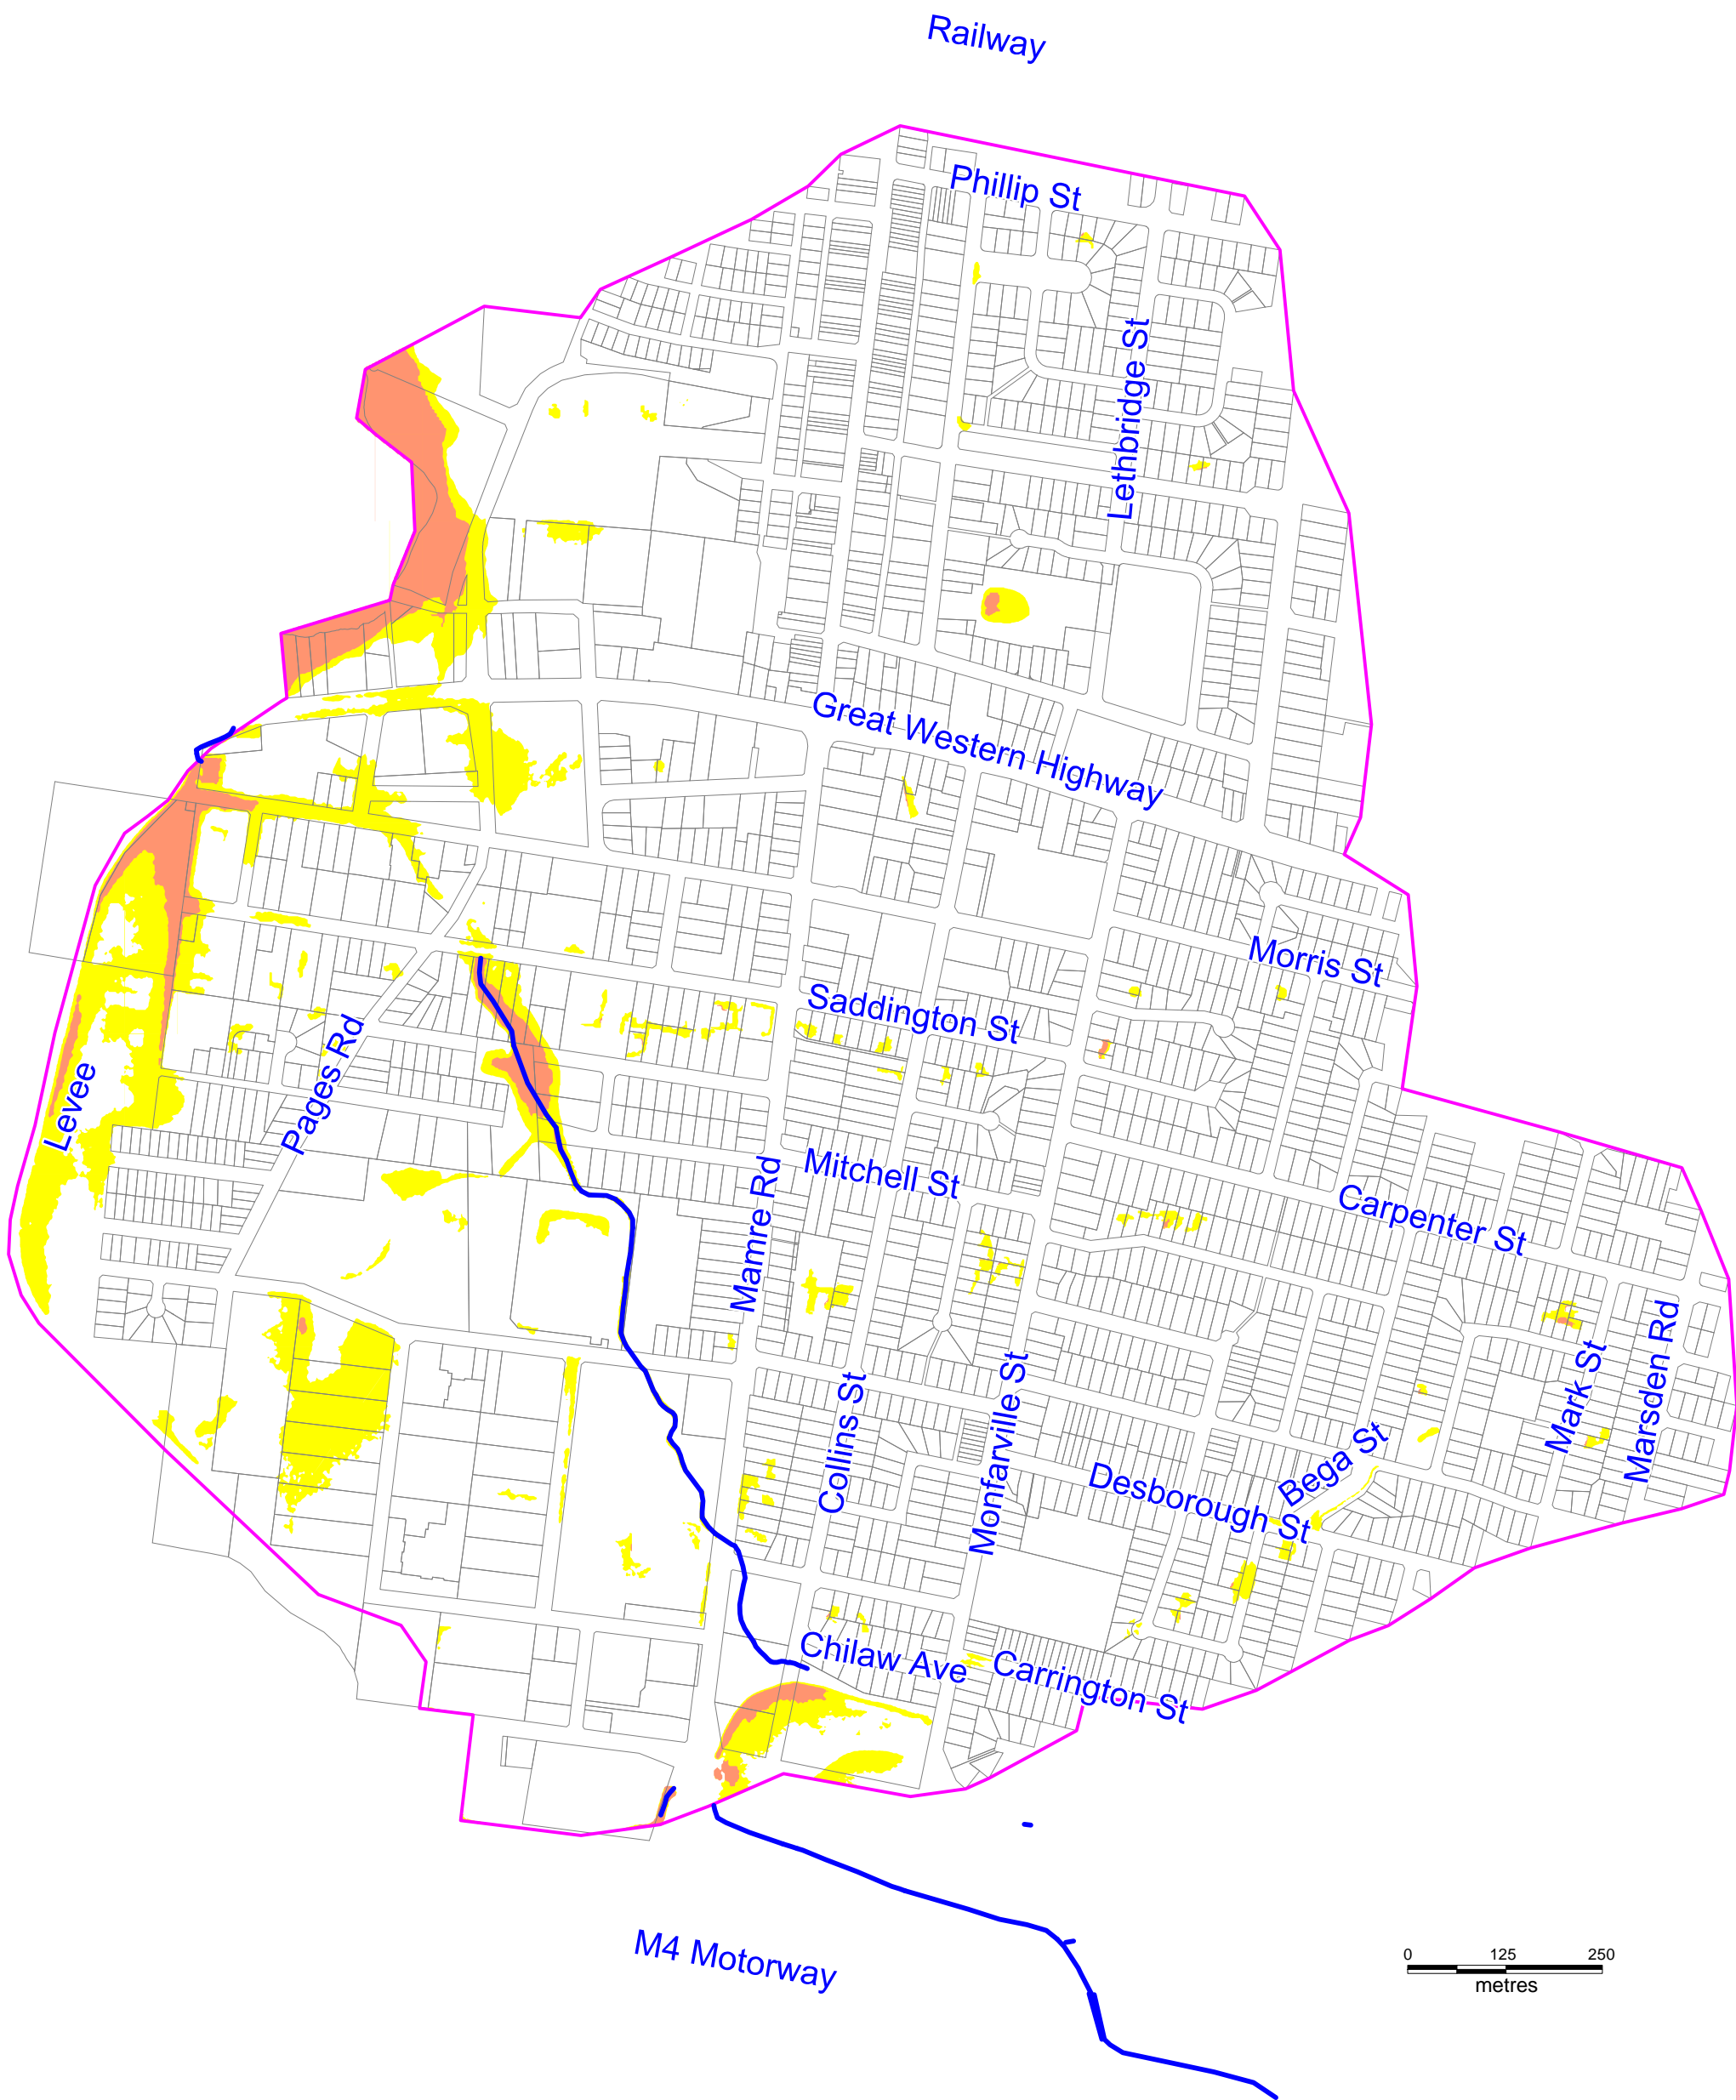 Railway
Phillip St
Lethbridge St
Great Western Highway
Morris St
Saddington St
Pages Rd
Levee
Mitchell St
Mamre Rd
Carpenter St
Mark St
Marsden Rd
Collins St
Monfarville St
Bega St
Desborough St
Chilaw Ave
Carrington St
M4 Motorway
0 125 250
metres